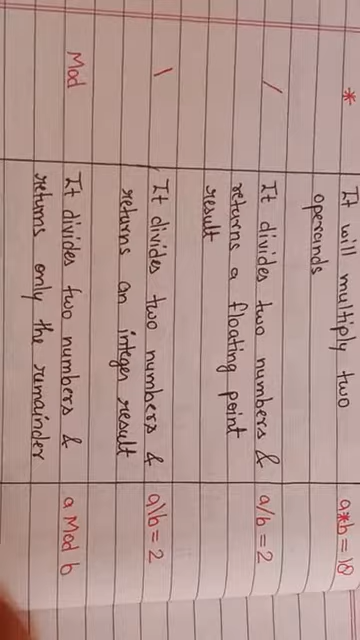 * It will multiply two a*b=18
operands
/ It divides two numbers & a/b=2
returns a floating point
result
\ It divides two numbers & a\b=2
returns an integer result
Mod It divides two numbers & a Mod b
returns only the remainder